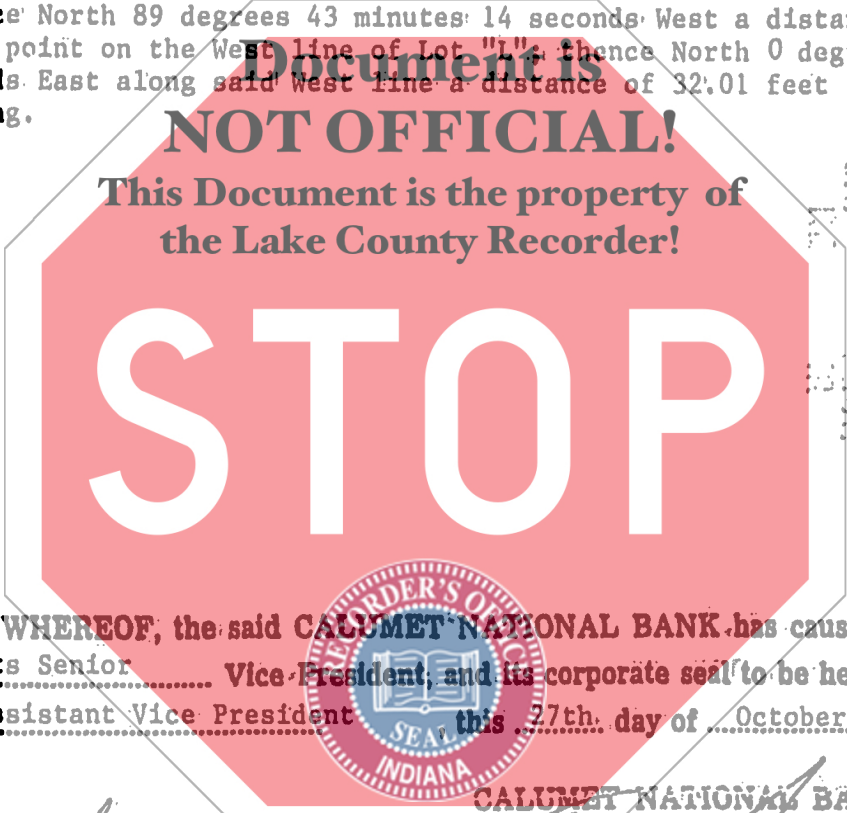 North 89 degrees 43 minutes 14 seconds West a dista
point on the West line of Lot "L"; thence North 0 deg
s East along said West line a distance of 32.01 feet
g.
Document is
NOT OFFICIAL!
This Document is the property of
the Lake County Recorder!
STOP
WHEREOF, the said CALUMET NATIONAL BANK has caus
s Senior Vice President, and its corporate seal to be he
ssistant Vice President, this 27th day of October
RECORDER'S OFFICE
SEAL
INDIANA
CALUMET NATIONAL BA